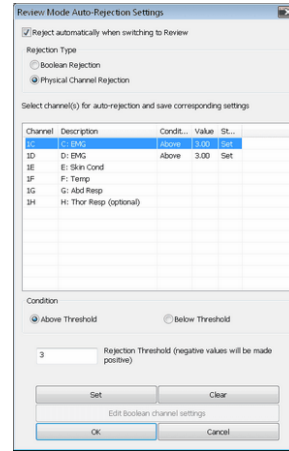 Review Mode Auto-Rejection Settings
Reject automatically when switching to Review
Rejection Type
Boolean Rejection
Physical Channel Rejection
Select channel(s) for auto-rejection and save corresponding settings
Channel Description Condit... Value St...
1C C: EMG Above 3.00 Set
1D D: EMG Above 3.00 Set
1E E: Skin Cond
1F F: Temp
1G G: Abd Resp
1H H: Thor Resp (optional)
Condition
Above Threshold Below Threshold
3 Rejection Threshold (negative values will be made
positive)
Set Clear
Edit Boolean channel settings
OK Cancel